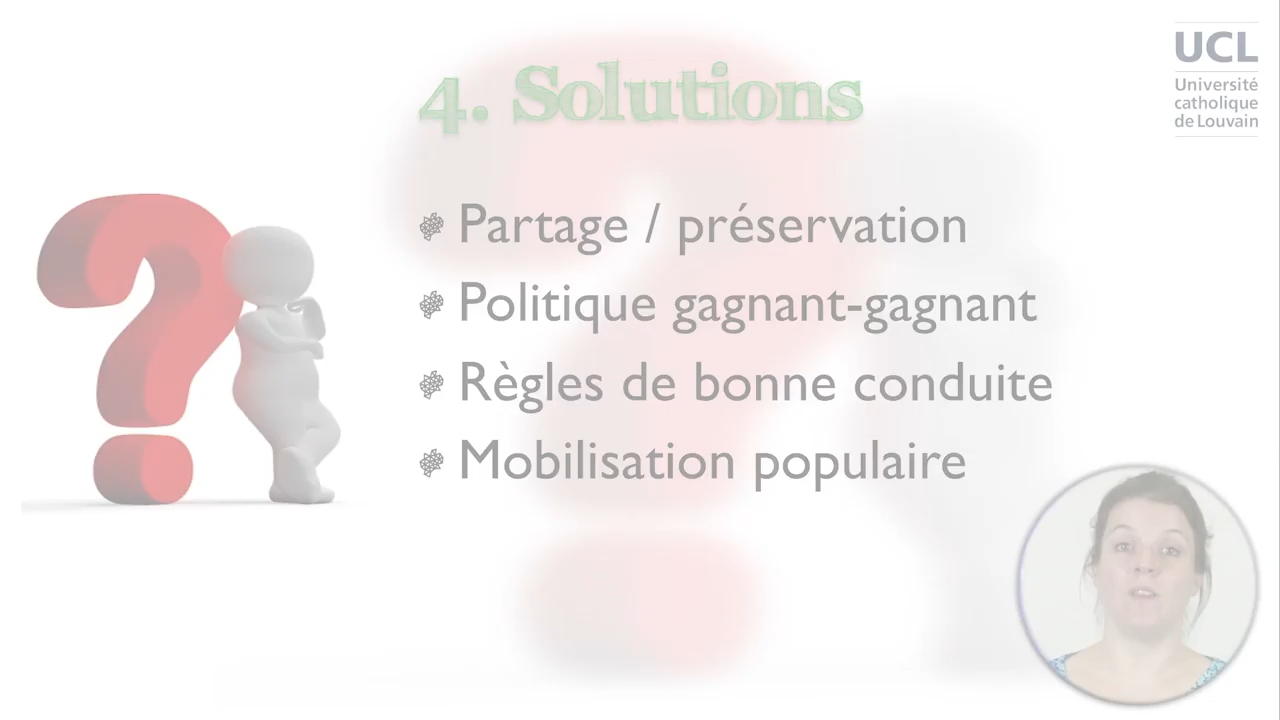 4. Solutions
Partage / préservation
Politique gagnant-gagnant
Règles de bonne conduite
Mobilisation populaire
UCL
Université
catholique
de Louvain